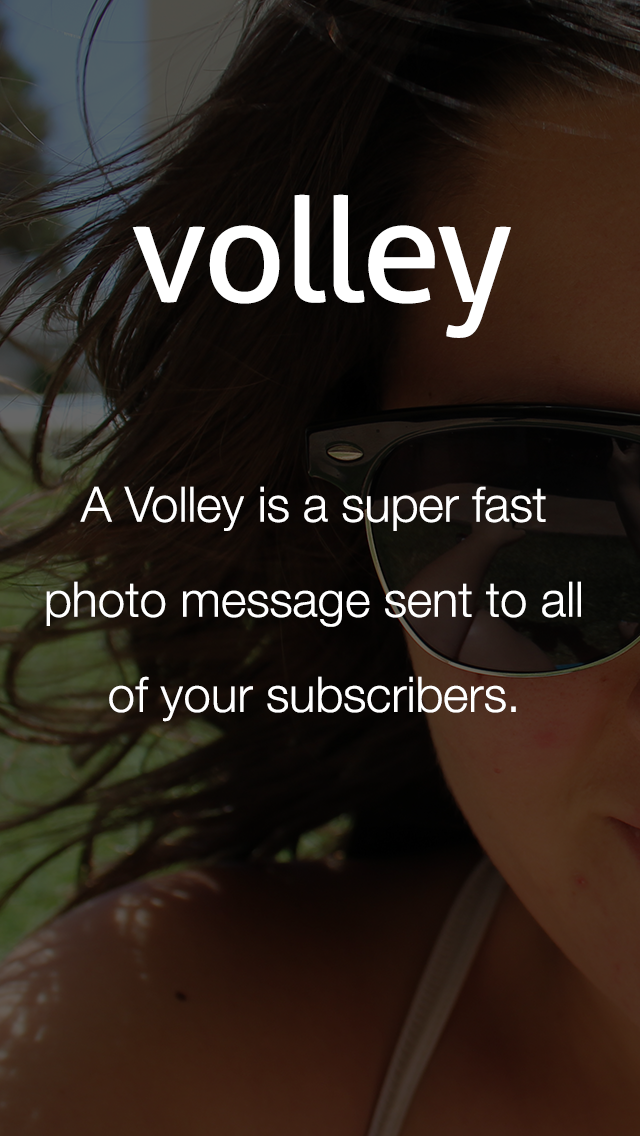 volley
A Volley is a super fast
photo message sent to all
of your subscribers.